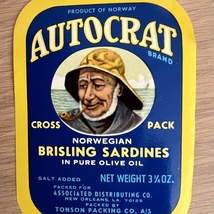 PRODUCT OF NORWAY
AUTOCRAT
BRAND
CROSS PACK
NORWEGIAN
BRISLING SARDINES
IN PURE OLIVE OIL
SALT ADDED NET WEIGHT 3¾ OZ.
PACKED FOR
ASSOCIATED DISTRIBUTING CO.
NEW ORLEANS, LA. 70125
PACKED BY
TONSON PACKING CO. A/S